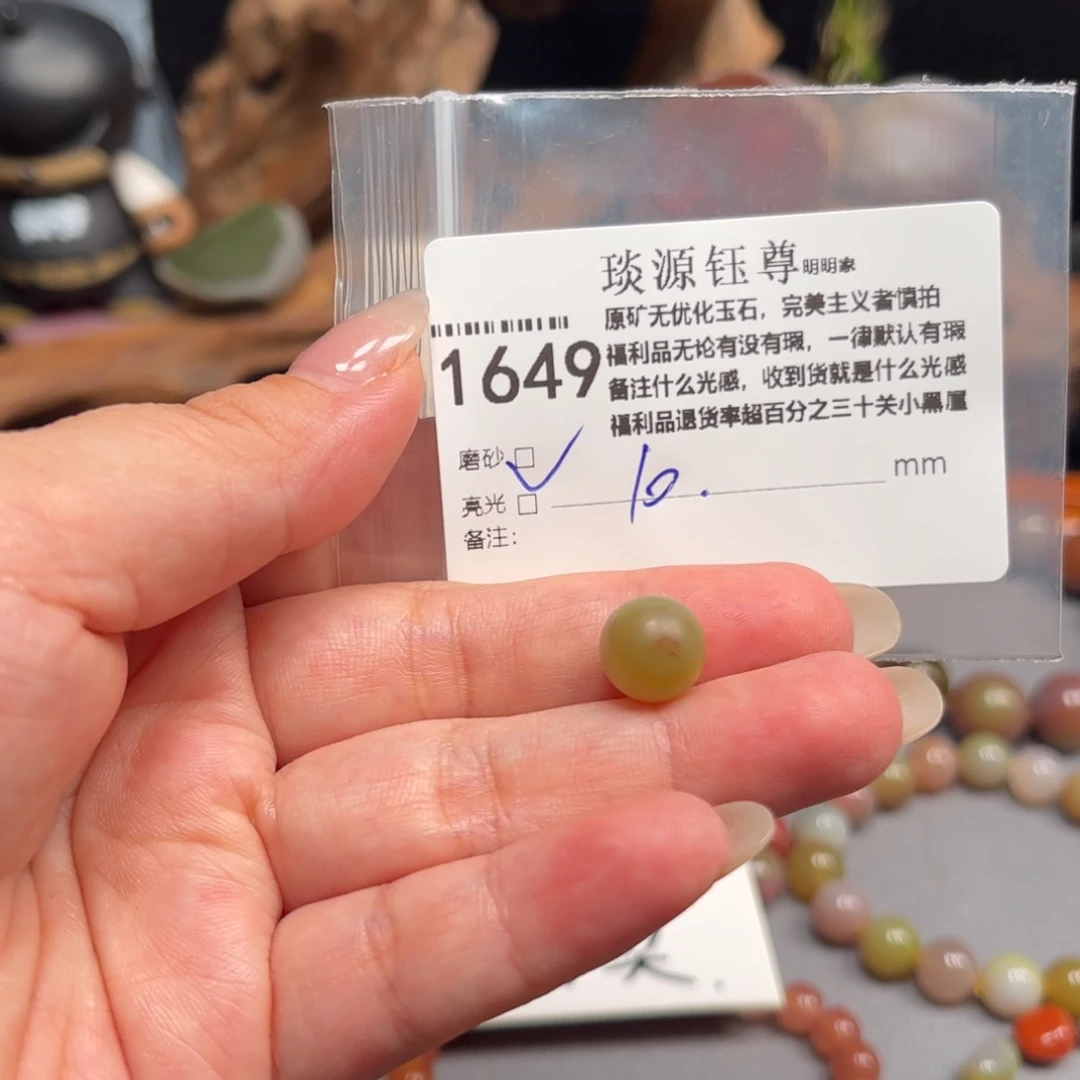 琰源钰尊明明家
原矿无优化玉石，完美主义者慎拍
福利品无论有没有瑕，一律默认有瑕
备注什么光感，收到货就是什么光感
福利品退货率超百分之三十关小黑屋
1649
磨砂□
10. mm
亮光□
备注：